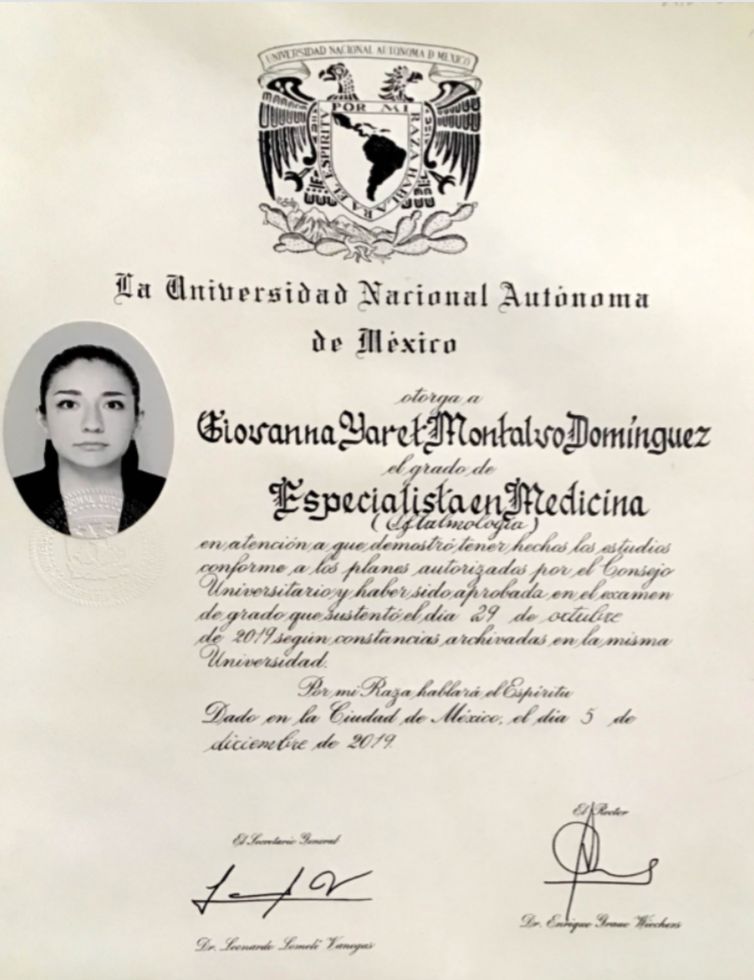 UNIVERSIDAD NACIONAL AUTONOMA D MEXICO
POR MI RAZA HABLARA EL ESPIRITU
La Universidad Nacional Autónoma
de México
otorga a
Giovanna Yaret Montalvo Domínguez
el grado de
Especialista en Medicina
(Oftalmología)
en atención a que demostró tener hechos los estudios
conforme a los planes autorizados por el Consejo
Universitario y haber sido aprobada en el examen
de grado que sustentó el día 29 de octubre
de 2019 según constancias archivadas en la misma
Universidad.
Por mi Raza hablará el Espíritu
Dado en la Ciudad de México, el día 5 de
diciembre de 2019.
El Rector
El Secretario General
Dr. Enrique Graue Wiechers
Dr. Leonardo Lomelí Vanegas